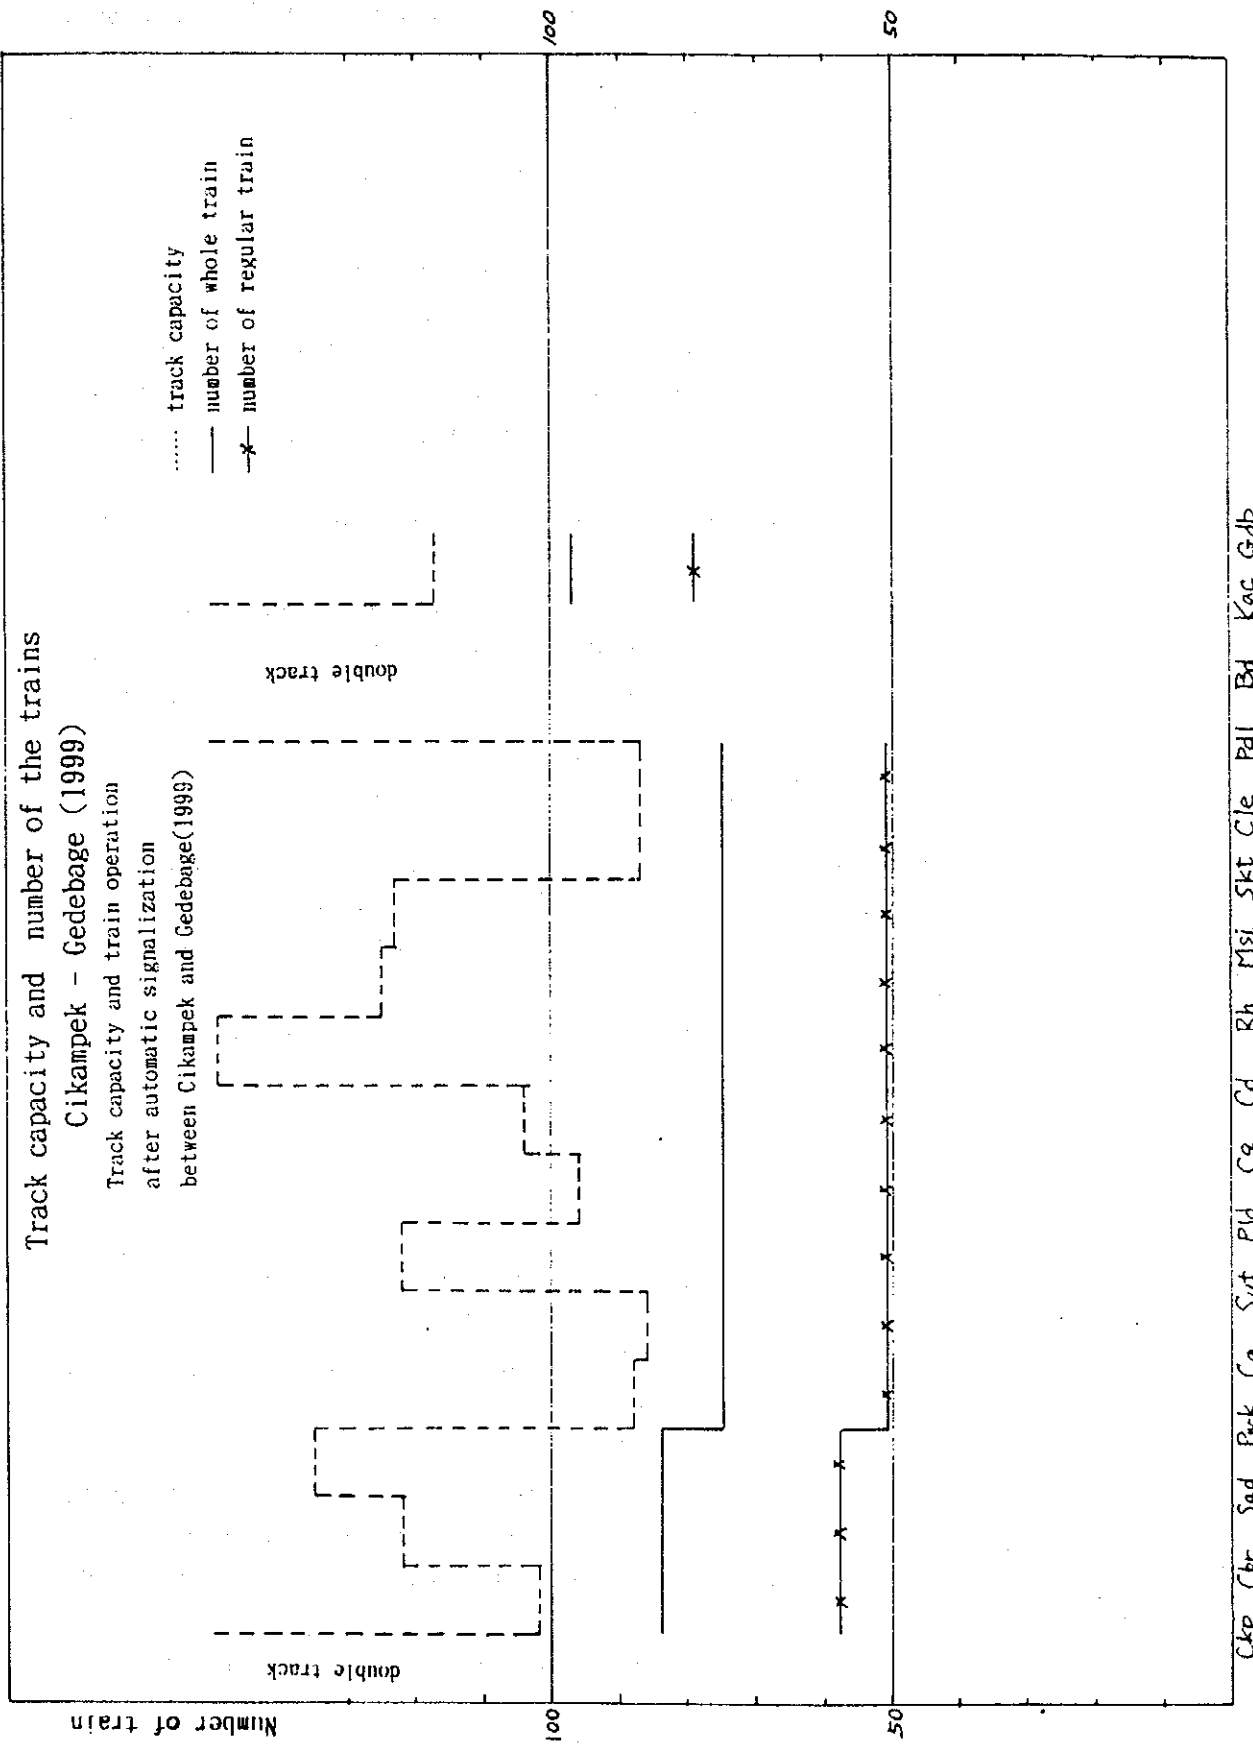 Track capacity and number of the trains
Cikampek - Gedebage (1999)
Track capacity and train operation
after automatic signalization
between Cikampek and Gedebage(1999)
...... track capacity
number of whole train
number of regular train
Number of train
100
50
100
50
double track
double track
Ckp Cbr Sad Pwk Cg Sut Pld Cd Rh Msi Skt Cle Pdl Bd Kac Gdb